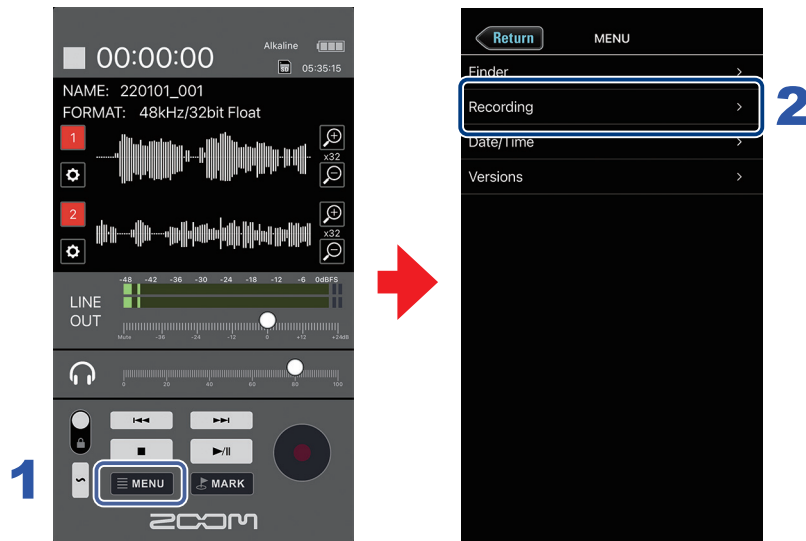 00:00:00
Alkaline
05:35:15
NAME: 220101_001
FORMAT: 48kHz/32bit Float
1
x32
2
x32
-48 -42 -36 -30 -24 -18 -12 -6 0dBFS
LINE
OUT
Mute -36 -24 -12 0 +12 +24dB
0 20 40 60 80 100
MENU
MARK
ZOOM
1
Return
MENU
Finder
Recording
Date/Time
Versions
2